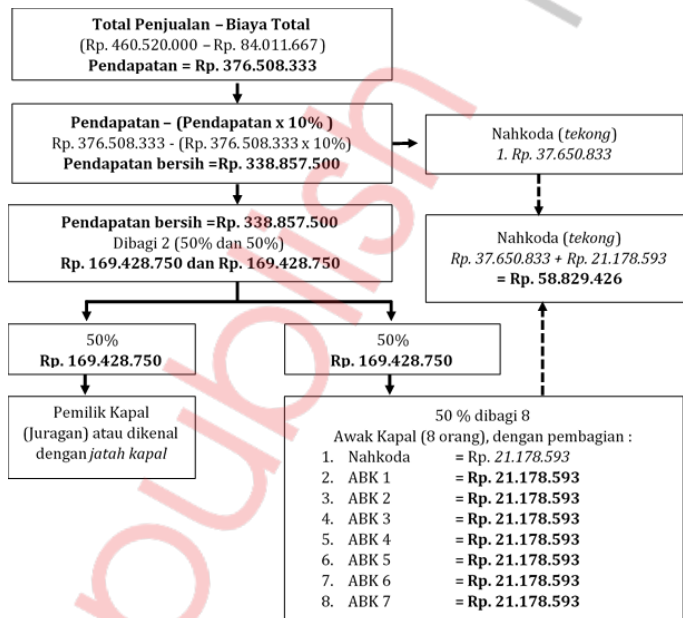 Total Penjualan – Biaya Total
(Rp. 460.520.000 – Rp. 84.011.667)
Pendapatan = Rp. 376.508.333
Pendapatan – (Pendapatan x 10% )
Rp. 376.508.333 - (Rp. 376.508.333 x 10%)
Pendapatan bersih =Rp. 338.857.500
Nahkoda (tekong)
1. Rp. 37.650.833
Pendapatan bersih =Rp. 338.857.500
Dibagi 2 (50% dan 50%)
Rp. 169.428.750 dan Rp. 169.428.750
Nahkoda (tekong)
Rp. 37.650.833 + Rp. 21.178.593
= Rp. 58.829.426
50%
Rp. 169.428.750
50%
Rp. 169.428.750
Pemilik Kapal
(Juragan) atau dikenal
dengan jatah kapal
50 % dibagi 8
Awak Kapal (8 orang), dengan pembagian :
1. Nahkoda = Rp. 21.178.593
2. ABK 1 = Rp. 21.178.593
3. ABK 2 = Rp. 21.178.593
4. ABK 3 = Rp. 21.178.593
5. ABK 4 = Rp. 21.178.593
6. ABK 5 = Rp. 21.178.593
7. ABK 6 = Rp. 21.178.593
8. ABK 7 = Rp. 21.178.593
publish